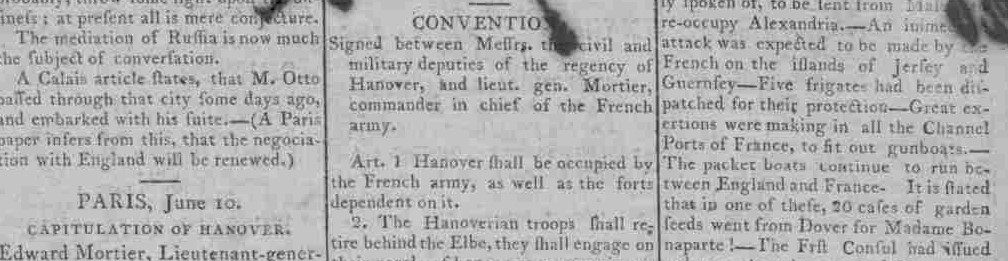 iness; at present all is mere conjecture.
The mediation of Russia is now much
the subject of conversation.
A Calais article states, that M. Otto
passed through that city some days ago,
and embarked with his suite.—(A Paris
paper infers from this, that the negocia-
tion with England will be renewed.)
PARIS, June 10.
CAPITULATION OF HANOVER.
Edward Mortier, Lieutenant-gener-
CONVENTIO
Signed between Messrs. the civil and
military deputies of the regency of
Hanover, and lieut. gen. Mortier,
commander in chief of the French
army.
Art. 1 Hanover shall be occupied by
the French army, as well as the forts
dependent on it.
2. The Hanoverian troops shall re-
tire behind the Elbe, they shall engage on
ly spoken of, to be sent from
re-occupy Alexandria.—An
attack was expected to be made by the
French on the islands of Jersey and
Guernsey—Five frigates had been dis-
patched for their protection—Great ex-
ertions were making in all the Channel
Ports of France, to fit out gunboats.—
The packet boats continue to run be-
tween England and France- It is stated
that in one of these, 20 cases of garden
seeds went from Dover for Madame Bo-
naparte!—The First Consul had issued